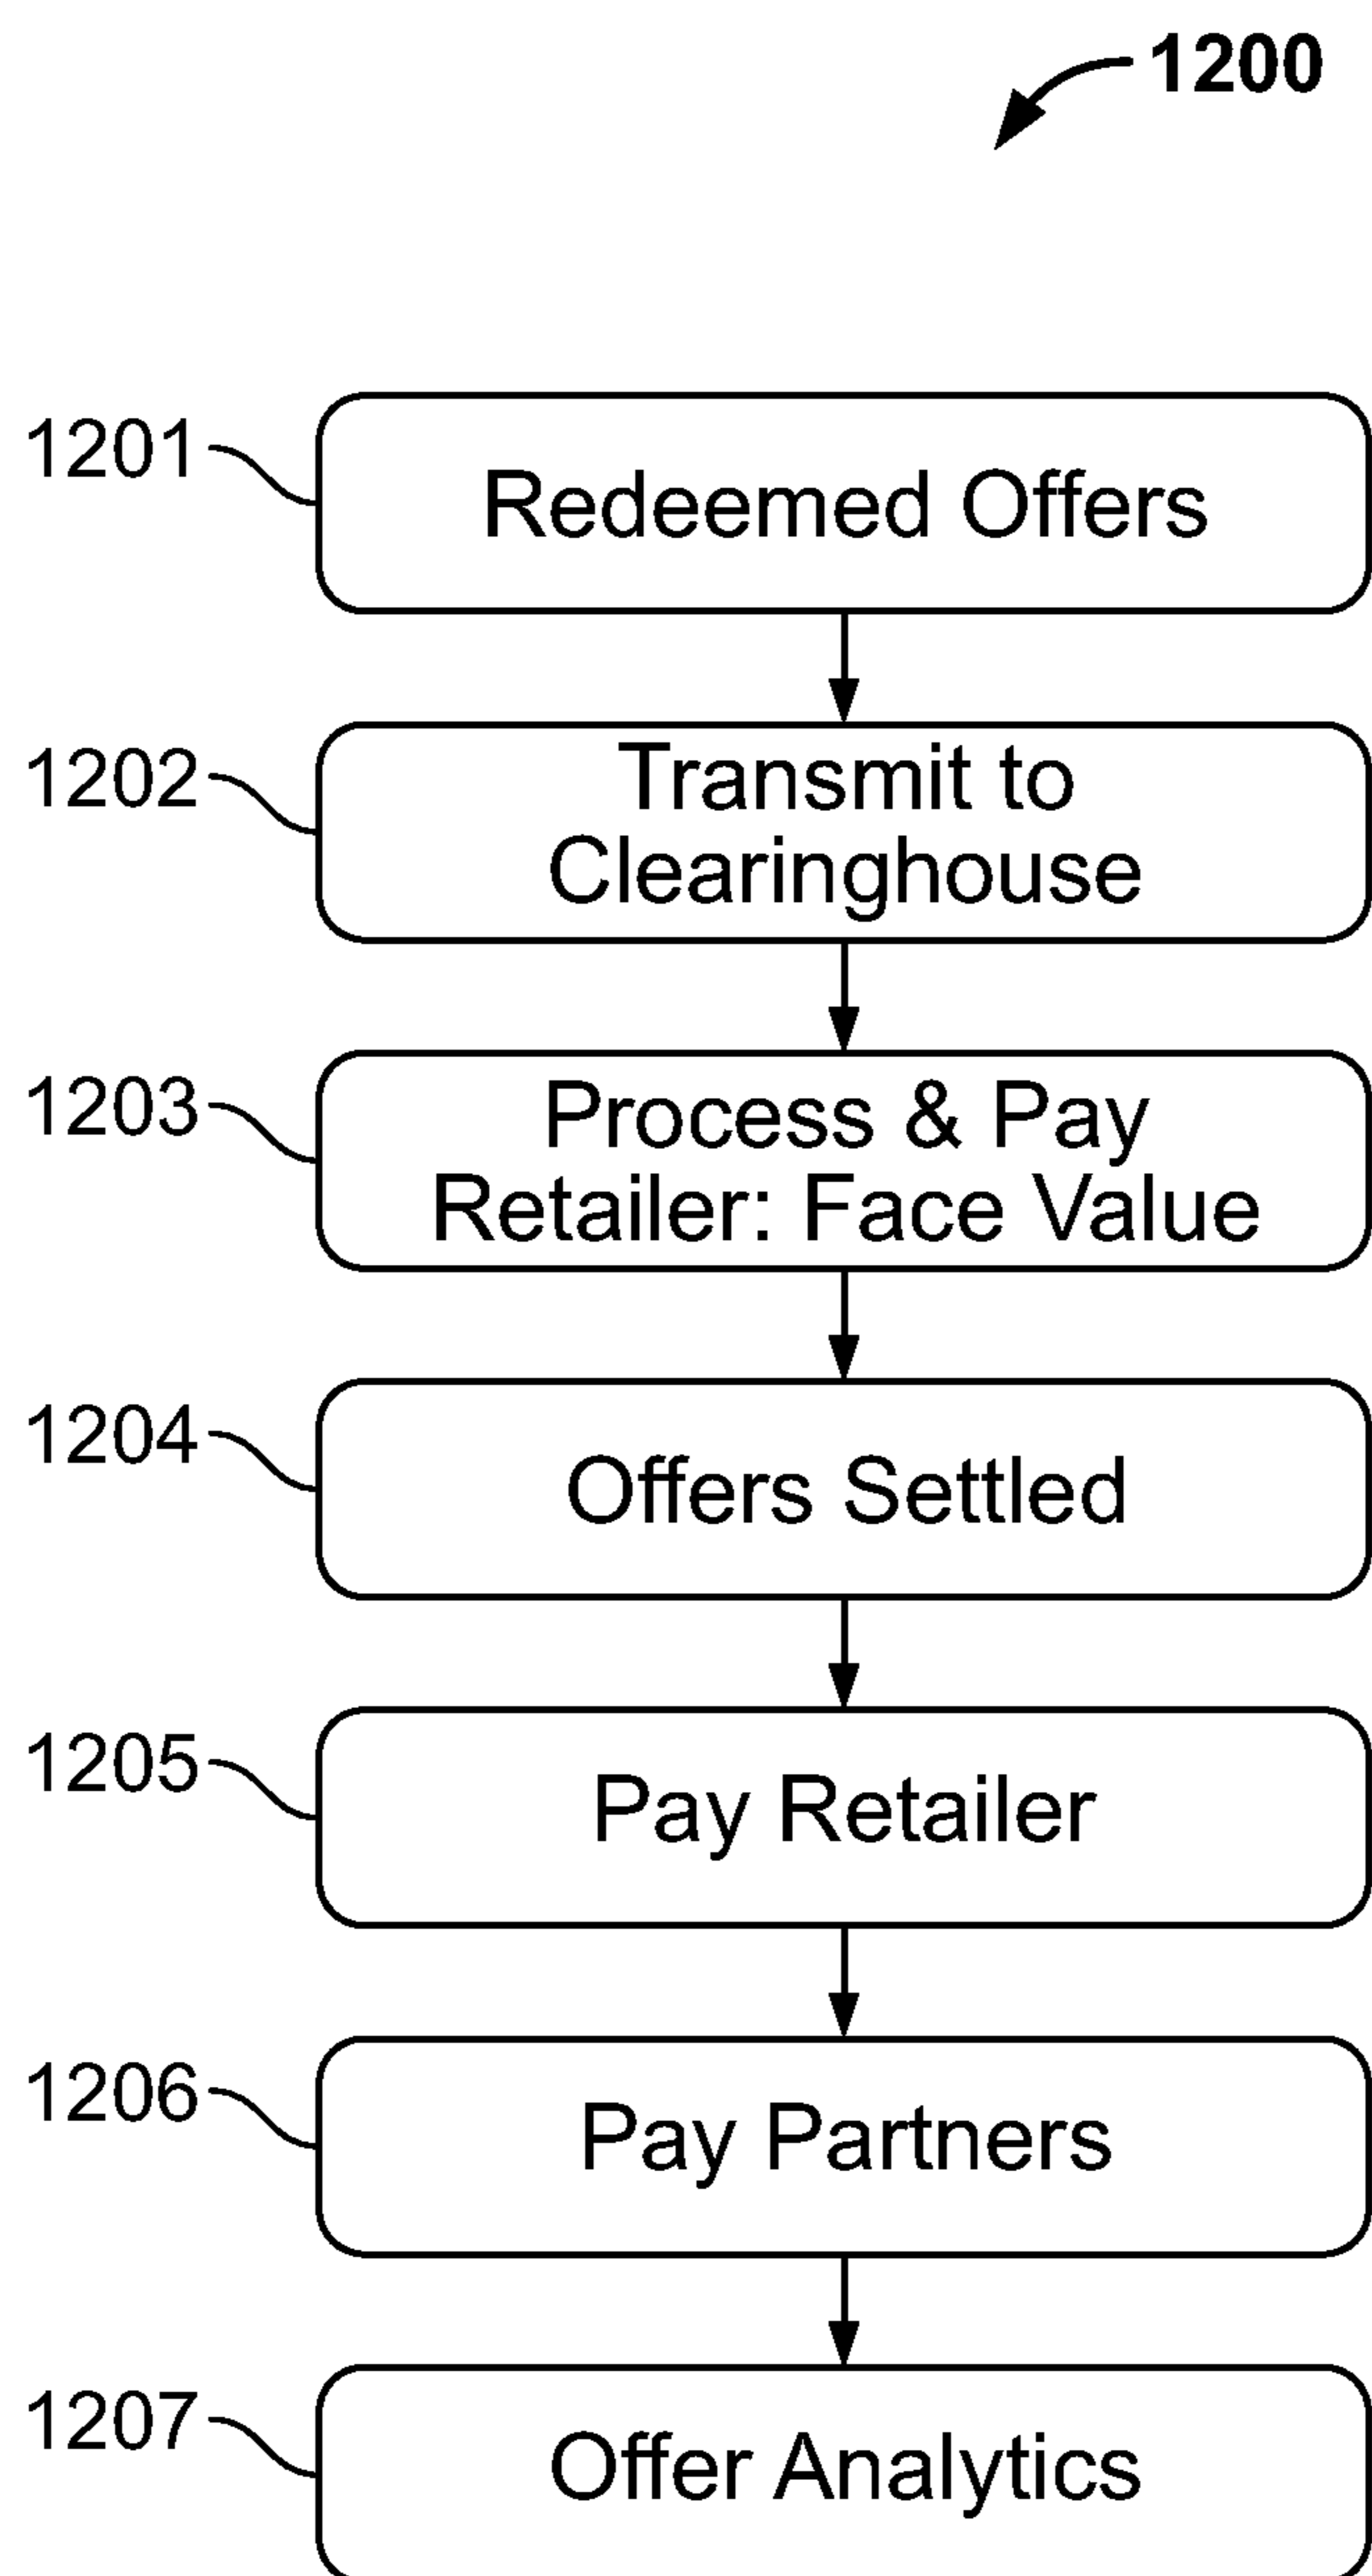 1200
1201
Redeemed Offers
1202
Transmit to
Clearinghouse
1203
Process & Pay
Retailer: Face Value
1204
Offers Settled
1205
Pay Retailer
1206
Pay Partners
1207
Offer Analytics